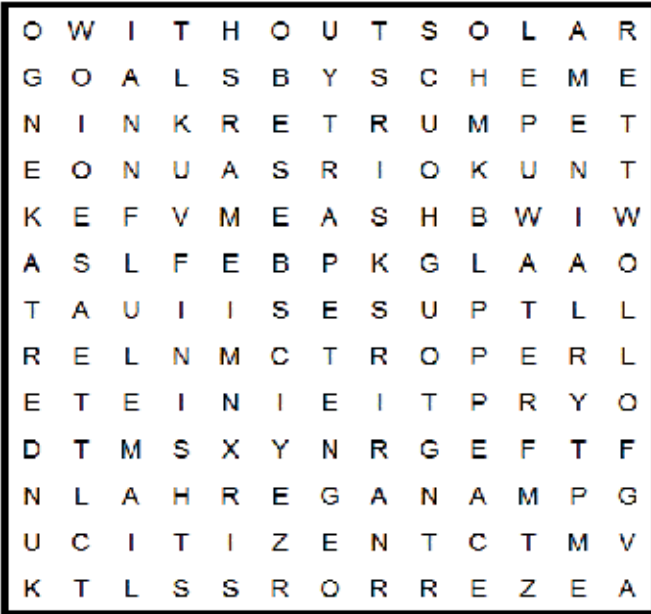 O W I T H O U T S O L A R
G O A L S B Y S C H E M E
N I N K R E T R U M P E T
E O N U A S R I O K U N T
K E F V M E A S H B W I W
A S L F E B P K G L A A O
T A U I I S E S U P T L L
R E L N M C T R O P E R L
E T E I N I E I T P R Y O
D T M S X Y N R G E F T F
N L A H R E G A N A M P G
U C I T I Z E N T C T M V
K T L S S R O R R E Z E A